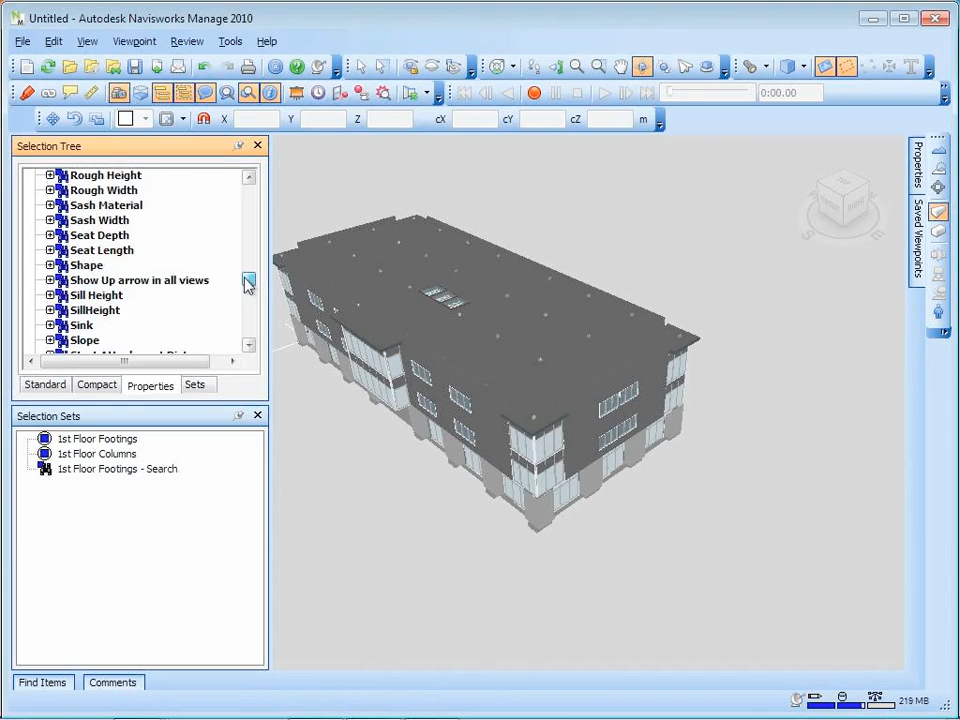 Untitled - Autodesk Navisworks Manage 2010
File Edit View Viewpoint Review Tools Help
0:00.00
X Y Z cX cY cZ m
Selection Tree
Rough Height
Rough Width
Sash Material
Sash Width
Seat Depth
Seat Length
Shape
Show Up arrow in all views
Sill Height
SillHeight
Sink
Slope
Standard Compact Properties Sets
Selection Sets
1st Floor Footings
1st Floor Columns
1st Floor Footings - Search
Find Items Comments
Properties
Saved Viewpoints
219 MB